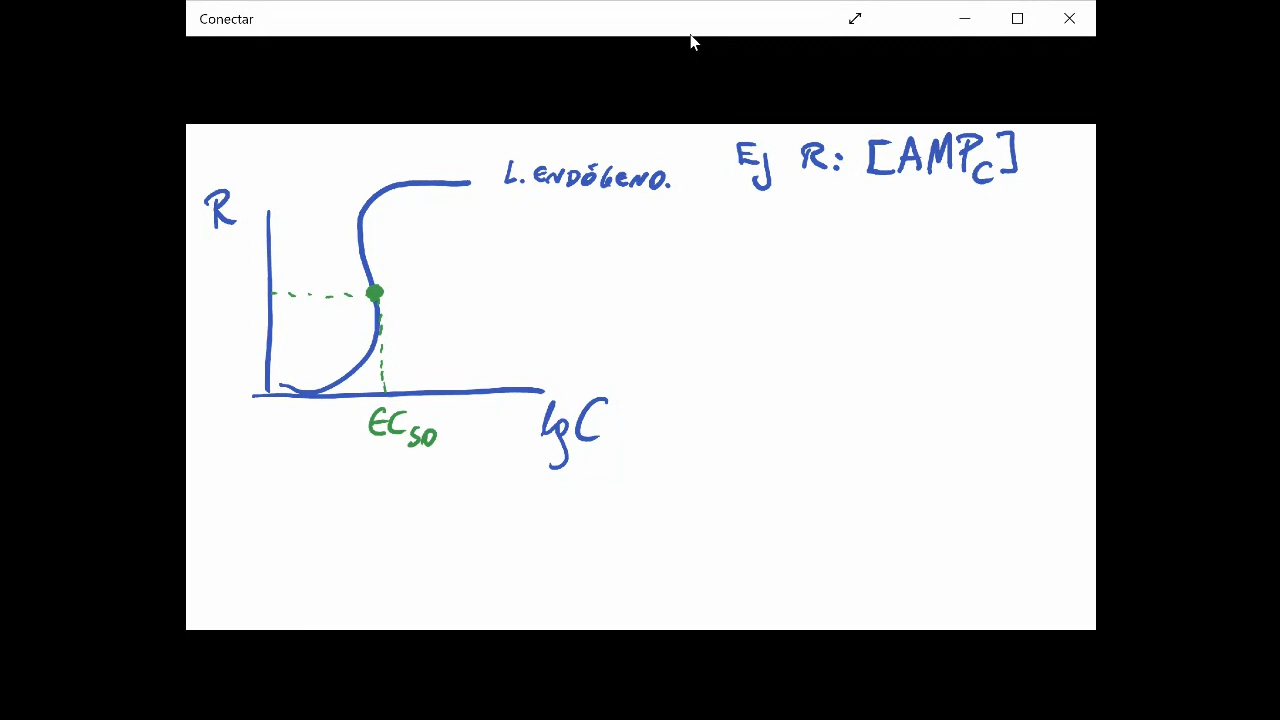 Conectar
Ej R: [AMPc]
L. ENDÓGENO.
R
EC50
lgC